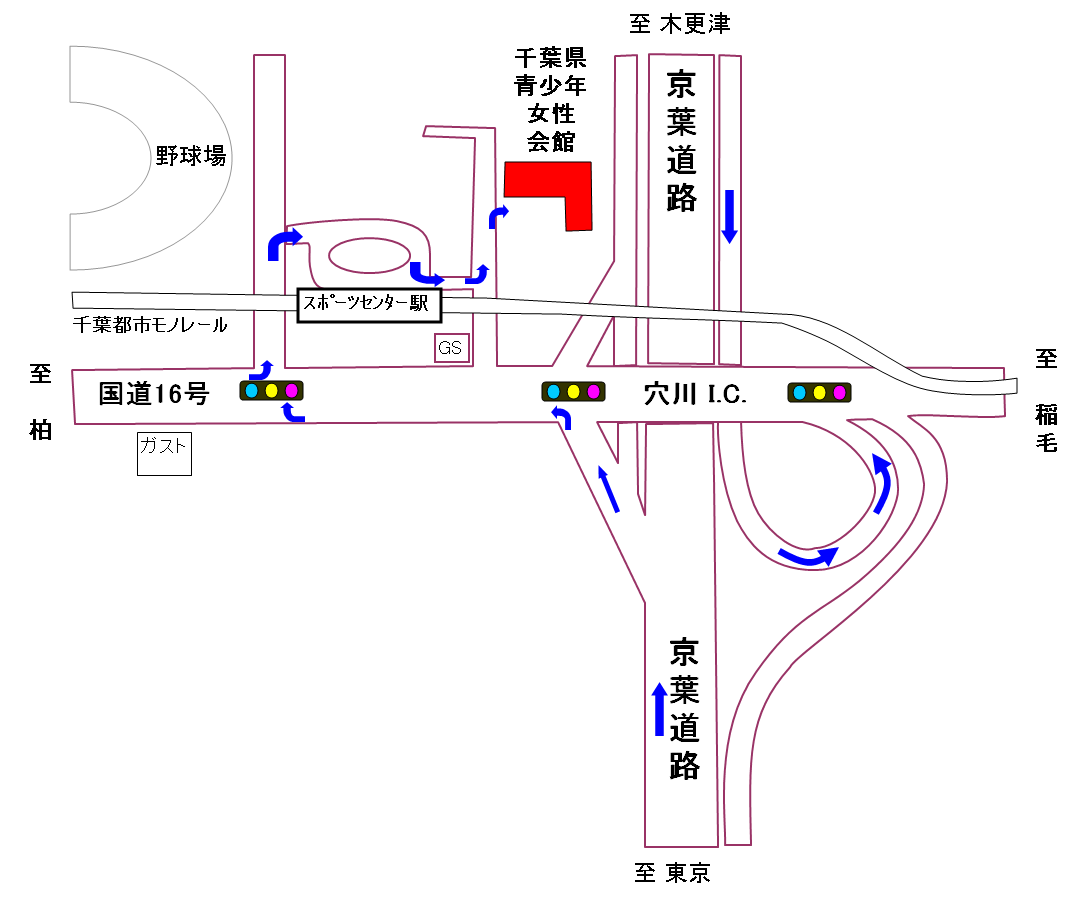 至 木更津
千葉県
青少年
女性
会館
京葉道路
野球場
スポーツセンター駅
千葉都市モノレール
GS
至 柏
国道16号
穴川 I.C.
至 稲毛
ガスト
京葉道路
至 東京